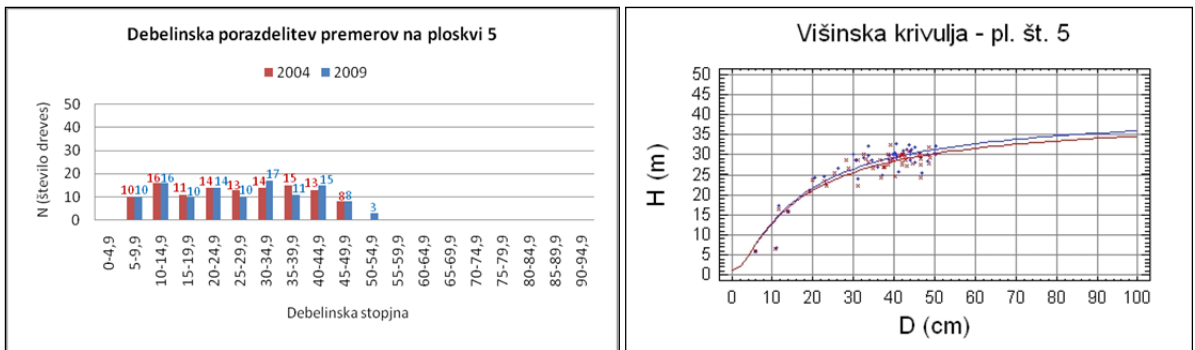 Debelinska porazdelitev premerov na ploskvi 5
2004 2009
N (število dreves)
50
40
30
20
10
0
10 10 16 16 11 10 14 14 13 10 14 17 15 11 13 15 8 8 3
0-4,9 5-9,9 10-14,9 15-19,9 20-24,9 25-29,9 30-34,9 35-39,9 40-44,9 45-49,9 50-54,9 55-59,9 60-64,9 65-69,9 70-74,9 75-79,9 80-84,9 85-89,9 90-94,9
Debelinska stopjna
Višinska krivulja - pl. št. 5
H (m)
50
45
40
35
30
25
20
15
10
5
0
0 10 20 30 40 50 60 70 80 90 100
D (cm)